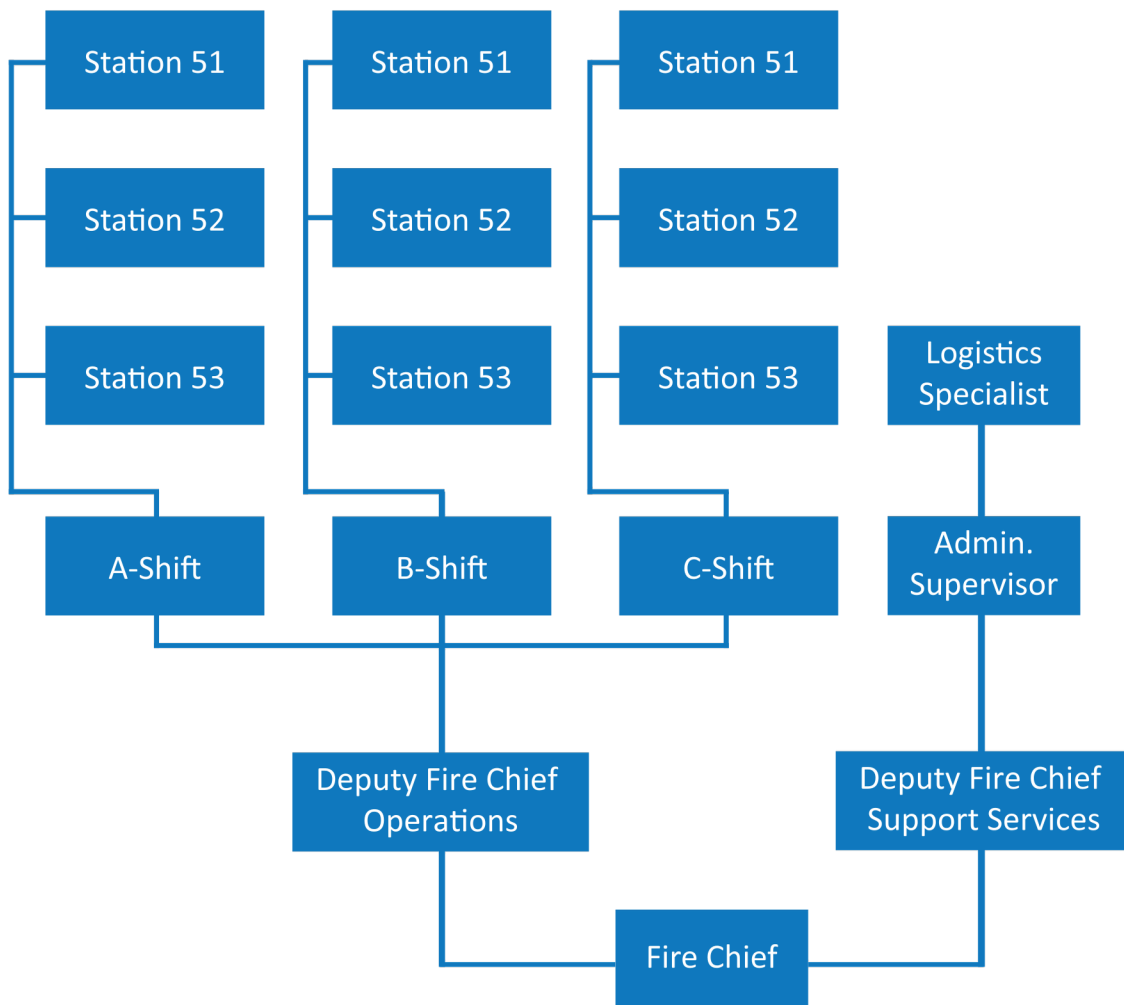 Station 51
Station 51
Station 51
Station 52
Station 52
Station 52
Station 53
Station 53
Station 53
Logistics
Specialist
A-Shift
B-Shift
C-Shift
Admin.
Supervisor
Deputy Fire Chief
Operations
Deputy Fire Chief
Support Services
Fire Chief